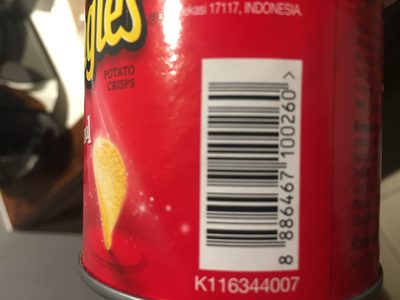 gles
POTATO
CRISPS
ekasi 17117, INDONESIA.
8 886467 100260 >
K116344007